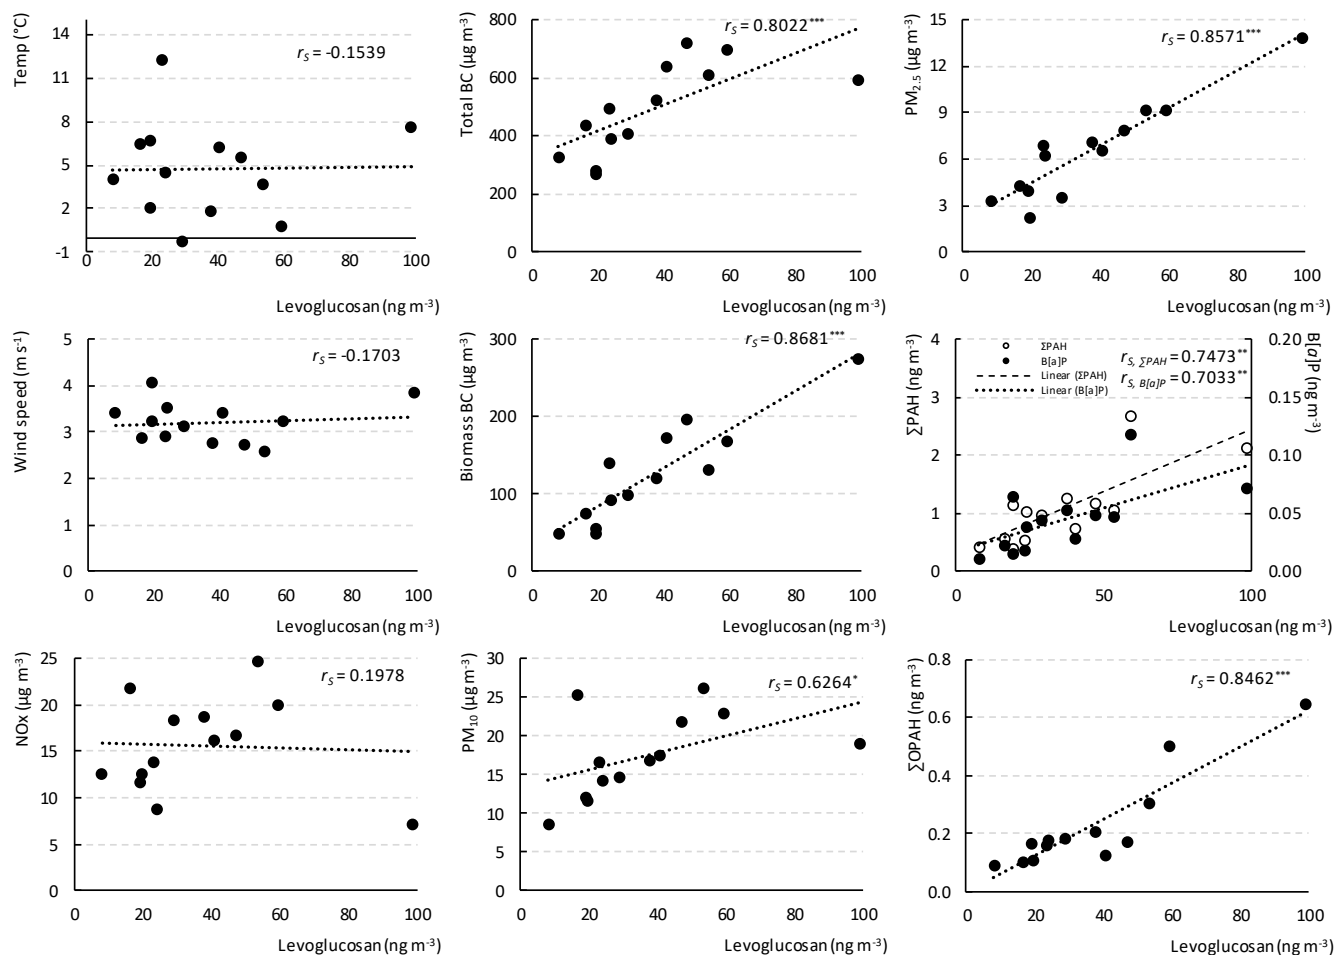 Temp (°C)
14
11
8
5
2
-1
r_S = -0.1539
0 20 40 60 80 100
Levoglucosan (ng m⁻³)
Total BC (µg m⁻³)
800
600
400
200
0
r_S = 0.8022***
0 20 40 60 80 100
Levoglucosan (ng m⁻³)
PM₂.₅ (µg m⁻³)
15
12
9
6
3
0
r_S = 0.8571***
0 20 40 60 80 100
Levoglucosan (ng m⁻³)
Wind speed (m s⁻¹)
5
4
3
2
1
0
r_S = -0.1703
0 20 40 60 80 100
Levoglucosan (ng m⁻³)
Biomass BC (µg m⁻³)
300
200
100
0
r_S = 0.8681***
0 20 40 60 80 100
Levoglucosan (ng m⁻³)
∑PAH (ng m⁻³)
4
3
2
1
0
ΣPAH
B[a]P
Linear (ΣPAH)
Linear (B[a]P)
r_S, ∑PAH = 0.7473**
r_S, B[a]P = 0.7033**
0.20
0.15
0.10
0.05
0.00
B[a]P (ng m⁻³)
0 50 100
Levoglucosan (ng m⁻³)
NOx (µg m⁻³)
25
20
15
10
5
0
r_S = 0.1978
0 20 40 60 80 100
Levoglucosan (ng m⁻³)
PM₁₀ (µg m⁻³)
30
25
20
15
10
5
0
r_S = 0.6264*
0 20 40 60 80 100
Levoglucosan (ng m⁻³)
∑OPAH (ng m⁻³)
0.8
0.6
0.4
0.2
0.0
r_S = 0.8462***
0 20 40 60 80 100
Levoglucosan (ng m⁻³)